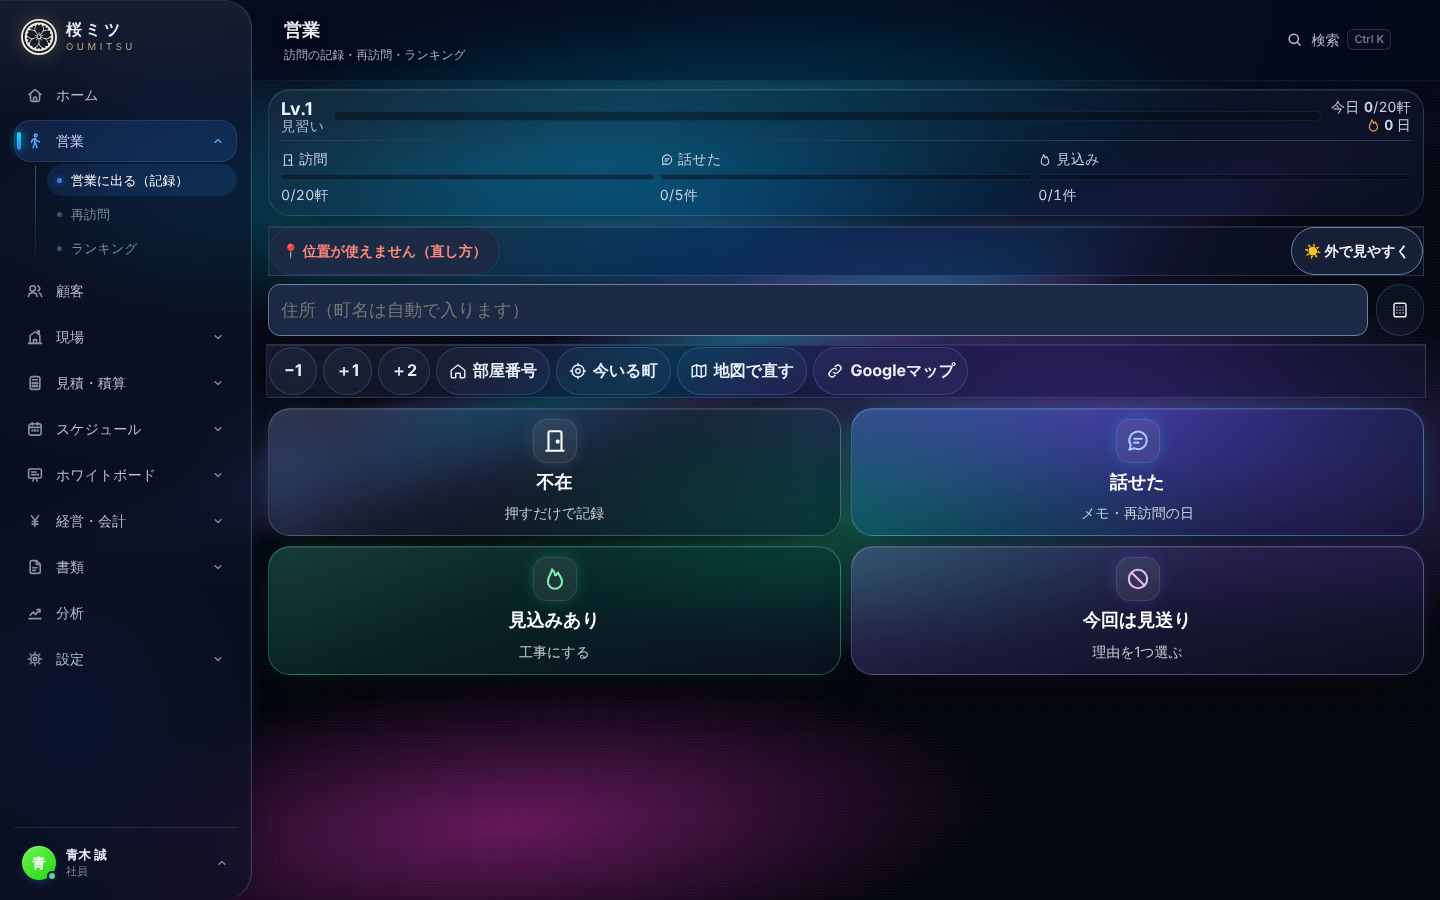 桜ミツ
OUMITSU
ホーム
営業
営業に出る（記録）
再訪問
ランキング
顧客
現場
見積・積算
スケジュール
ホワイトボード
経営・会計
書類
分析
設定
青
青木 誠
社員
営業
訪問の記録・再訪問・ランキング
検索 Ctrl K
Lv.1
見習い
今日 0/20軒
0 日
訪問
0/20軒
話せた
0/5件
見込み
0/1件
📍 位置が使えません（直し方）
☀️ 外で見やすく
住所（町名は自動で入ります）
−1
＋1
＋2
部屋番号
今いる町
地図で直す
Googleマップ
不在
押すだけで記録
話せた
メモ・再訪問の日
見込みあり
工事にする
今回は見送り
理由を1つ選ぶ